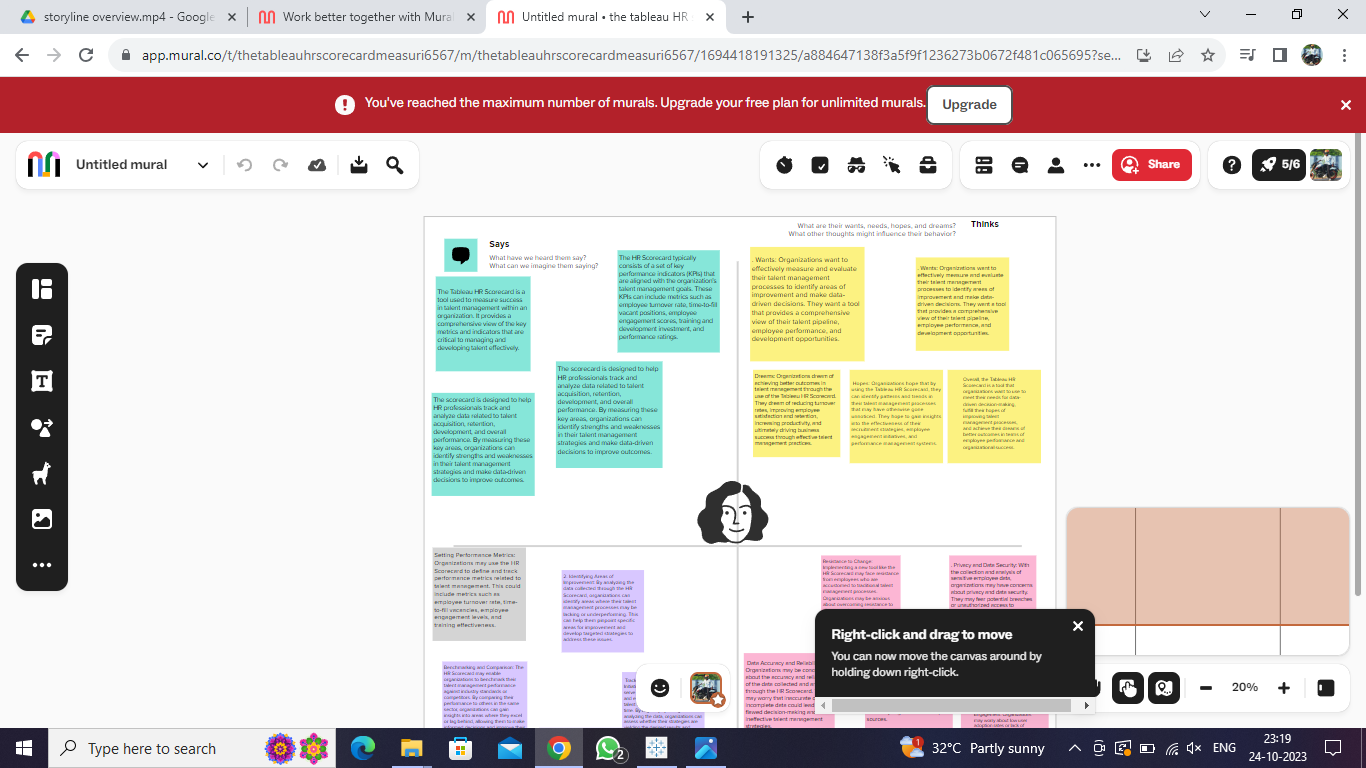 storyline overview.mp4 - Google
Work better together with Mural
Untitled mural • the tableau HR
app.mural.co/t/thetableauhrscorecardmeasuri6567/m/thetableauhrscorecardmeasuri6567/1694418191325/a884647138f3a5f9f1236273b0672f481c065695?se...
You've reached the maximum number of murals. Upgrade your free plan for unlimited murals.
Upgrade
Untitled mural
Share
5/6
Says
What have we heard them say?
What can we imagine them saying?
What are their wants, needs, hopes, and dreams?
What other thoughts might influence their behavior?
Thinks
The Tableau HR Scorecard is a
tool used to measure success
in talent management within an
organization. It provides a
comprehensive view of the key
metrics and indicators that are
critical to managing and
developing talent effectively.
The HR Scorecard typically
consists of a set of key
performance indicators (KPIs) that
are aligned with the organization's
talent management goals. These
KPIs can include metrics such as
employee turnover rate, time-to-fill
vacant positions, employee
engagement scores, training and
development investment, and
performance ratings.
The scorecard is designed to help
HR professionals track and
analyze data related to talent
acquisition, retention,
development, and overall
performance. By measuring these
key areas, organizations can
identify strengths and weaknesses
in their talent management
strategies and make data-driven
decisions to improve outcomes.
The scorecard is designed to help
HR professionals track and
analyze data related to talent
acquisition, retention,
development, and overall
performance. By measuring these
key areas, organizations can
identify strengths and weaknesses
in their talent management
strategies and make data-driven
decisions to improve outcomes.
. Wants: Organizations want to
effectively measure and evaluate
their talent management
processes to identify areas of
improvement and make data-
driven decisions. They want a tool
that provides a comprehensive
view of their talent pipeline,
employee performance, and
development opportunities.
. Wants: Organizations want to
effectively measure and evaluate
their talent management
processes to identify areas of
improvement and make data-
driven decisions. They want a tool
that provides a comprehensive
view of their talent pipeline,
employee performance, and
development opportunities.
Dreams: Organizations dream of
achieving better outcomes in
talent management through the
use of the Tableau HR Scorecard.
They dream of reducing turnover
rates, improving employee
satisfaction and retention,
increasing productivity, and
ultimately driving business
success through effective talent
management practices.
Hopes: Organizations hope that by
using the Tableau HR Scorecard, they
can identify patterns and trends in
their talent management processes
that may have otherwise gone
unnoticed. They hope to gain insights
into the effectiveness of their
recruitment strategies, employee
engagement initiatives, and
performance management systems.
Overall, the Tableau HR
Scorecard is a tool that
organizations want to use to
meet their needs for data-
driven decision-making,
fulfill their hopes of
improving talent
management processes,
and achieve their dreams of
better outcomes in terms of
employee performance and
organizational success.
Setting Performance Metrics:
Organizations may use the HR
Scorecard to define and track
performance metrics related to
talent management. This could
include metrics such as
employee turnover rate, time-
to-fill vacancies, employee
engagement levels, and
training effectiveness.
2. Identifying Areas of
Improvement: By analyzing the
data collected through the HR
Scorecard, organizations can
identify areas where their talent
management processes may be
lacking or underperforming. This
can help them pinpoint specific
areas for improvement and
develop targeted strategies to
address these issues.
Benchmarking and Comparison: The
HR Scorecard may enable
organizations to benchmark their
talent management performance
against industry standards or
competitors. By comparing their
performance to others in the same
sector, organizations can gain
insights into areas where they excel
or lag behind, allowing them to make
analyzing the data, organizations can
assess whether their strategies are
Resistance to Change:
Implementing a new tool like the
HR Scorecard may face resistance
from employees who are
accustomed to traditional talent
management processes.
Organizations may be anxious
about overcoming resistance to
. Privacy and Data Security: With
the collection and analysis of
sensitive employee data,
organizations may have concerns
about privacy and data security.
They may fear potential breaches
or unauthorized access to
Data Accuracy and Reliabil
Organizations may be conc
about the accuracy and reli
of the data collected and a
through the HR Scorecard.
may worry that inaccurate
incomplete data could lead
flawed decision-making an
ineffective talent management
strategies.
sources.
may worry about low user
adoption rates or lack of
Right-click and drag to move
You can now move the canvas around by
holding down right-click.
20%
Type here to search
2
1
32°C Partly sunny
ENG
23:19
24-10-2023